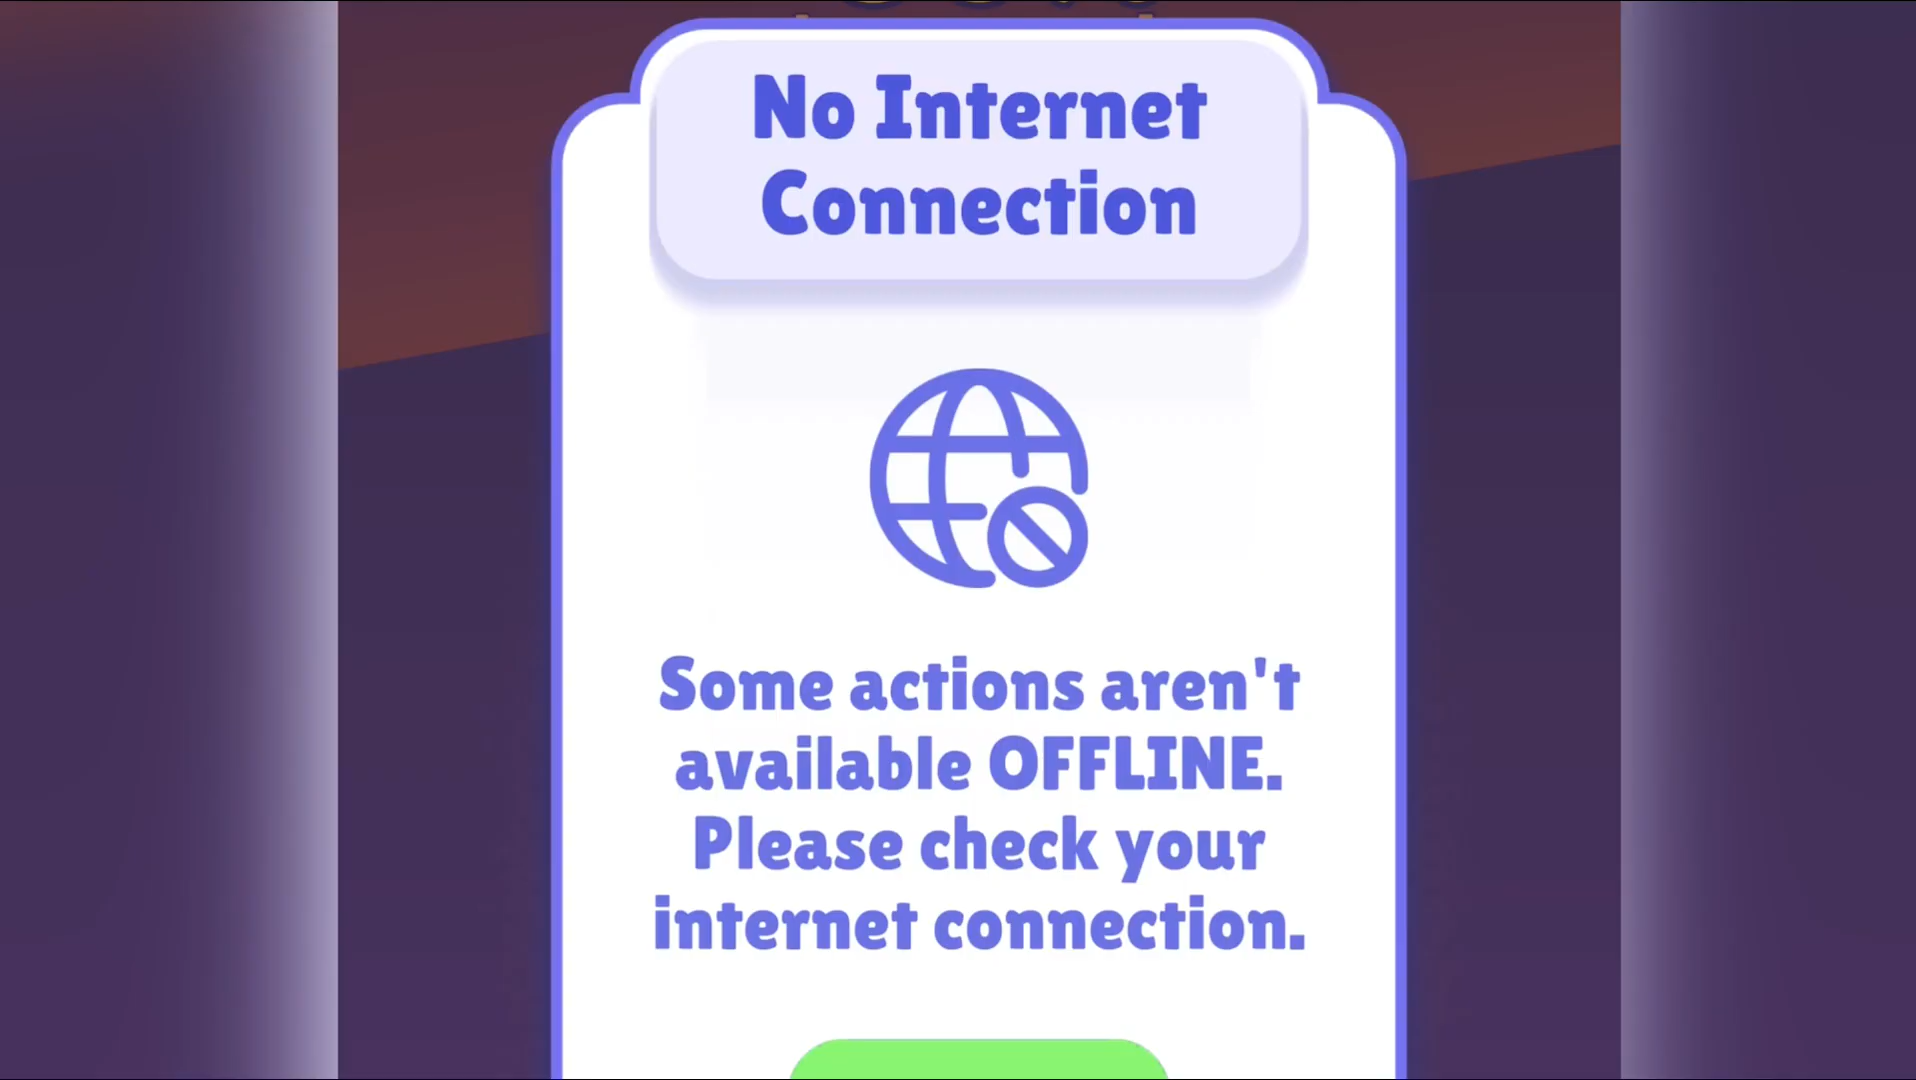 No Internet
Connection
Some actions aren't
available OFFLINE.
Please check your
internet connection.